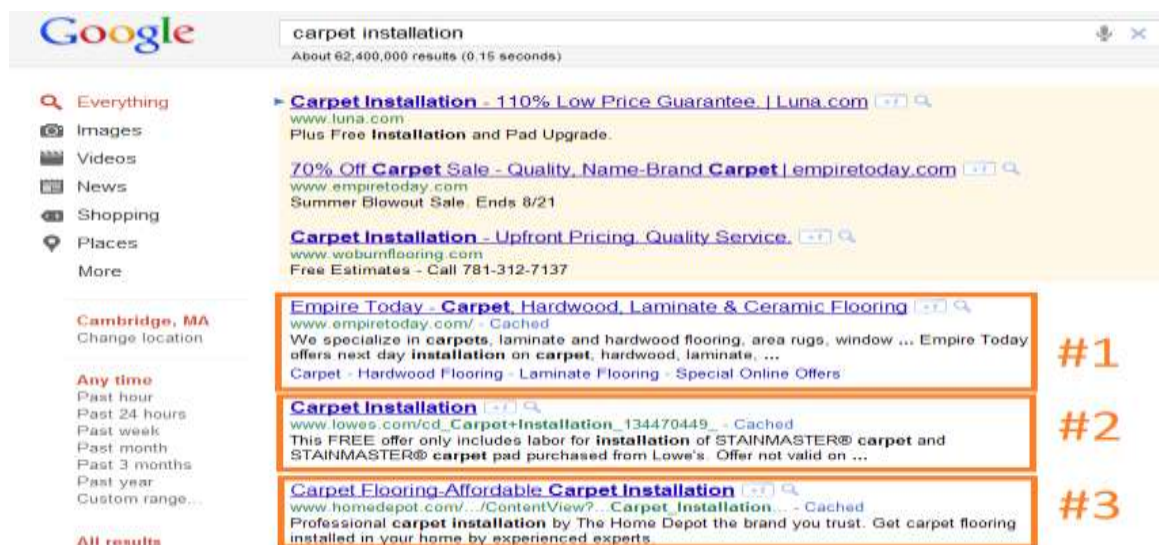 Google
carpet installation
About 62,400,000 results (0.15 seconds)
Everything
Images
Videos
News
Shopping
Places
More
Cambridge, MA
Change location
Any time
Past hour
Past 24 hours
Past week
Past month
Past 3 months
Past year
Custom range...
All results
Carpet Installation - 110% Low Price Guarantee. | Luna.com
www.luna.com
Plus Free Installation and Pad Upgrade.
70% Off Carpet Sale - Quality, Name-Brand Carpet | empiretoday.com
www.empiretoday.com
Summer Blowout Sale. Ends 8/21
Carpet Installation - Upfront Pricing. Quality Service.
www.woburnflooring.com
Free Estimates - Call 781-312-7137
Empire Today - Carpet, Hardwood, Laminate & Ceramic Flooring
www.empiretoday.com/ - Cached
We specialize in carpets, laminate and hardwood flooring, area rugs, window ... Empire Today
offers next day installation on carpet, hardwood, laminate, ...
Carpet - Hardwood Flooring - Laminate Flooring - Special Online Offers
#1
Carpet Installation
www.lowes.com/cd_Carpet+Installation_134470449_ - Cached
This FREE offer only includes labor for installation of STAINMASTER® carpet and
STAINMASTER® carpet pad purchased from Lowe's. Offer not valid on ...
#2
Carpet Flooring-Affordable Carpet Installation
www.homedepot.com/.../ContentView?...Carpet_Installation... - Cached
Professional carpet installation by The Home Depot the brand you trust. Get carpet flooring
installed in your home by experienced experts
#3